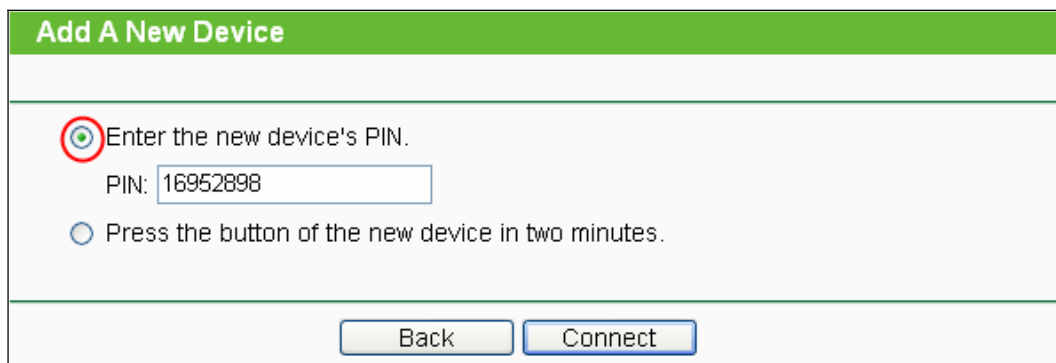 Add A New Device
Enter the new device's PIN.
PIN: 16952898
Press the button of the new device in two minutes.
Back Connect